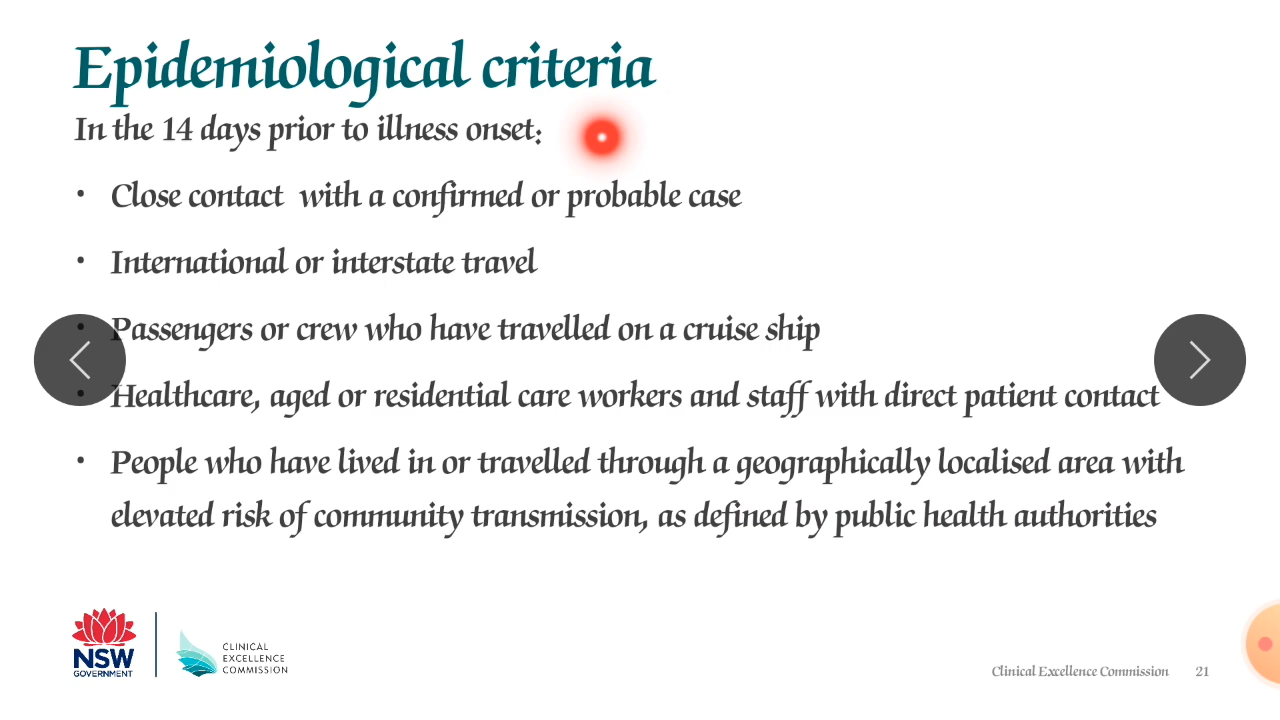 Epidemiological criteria
In the 14 days prior to illness onset:
• Close contact with a confirmed or probable case
• International or interstate travel
• Passengers or crew who have travelled on a cruise ship
• Healthcare, aged or residential care workers and staff with direct patient contact
• People who have lived in or travelled through a geographically localised area with
elevated risk of community transmission, as defined by public health authorities
NSW
GOVERNMENT
CLINICAL
EXCELLENCE
COMMISSION
Clinical Excellence Commission 21